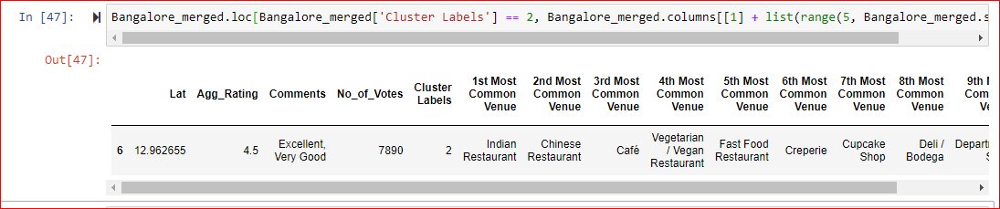 In [47]: Bangalore_merged.loc[Bangalore_merged['Cluster Labels'] == 2, Bangalore_merged.columns[[1] + list(range(5, Bangalore_merged.s
Out[47]:
Lat Agg_Rating Comments No_of_Votes Cluster Labels 1st Most Common Venue 2nd Most Common Venue 3rd Most Common Venue 4th Most Common Venue 5th Most Common Venue 6th Most Common Venue 7th Most Common Venue 8th Most Common Venue 9th M Com Ve
6 12.962655 4.5 Excellent, Very Good 7890 2 Indian Restaurant Chinese Restaurant Café Vegetarian / Vegan Restaurant Fast Food Restaurant Creperie Cupcake Shop Deli / Bodega Departm S